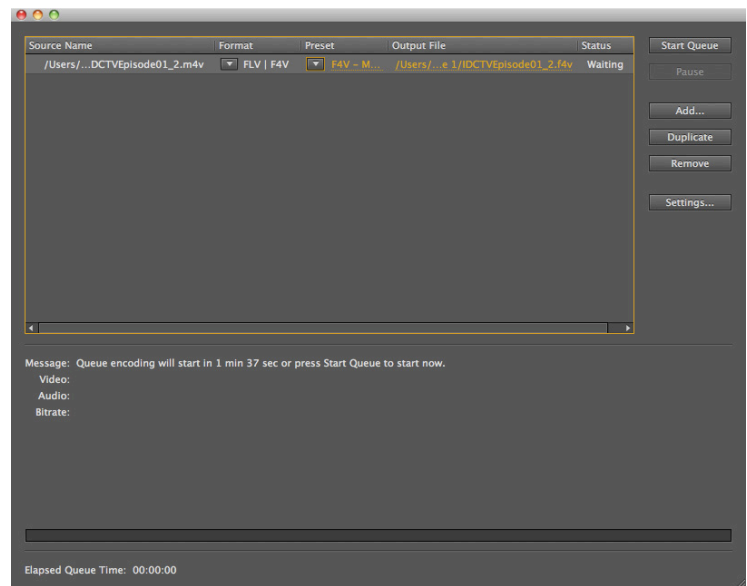 Source Name Format Preset Output File Status
/Users/...DCTVEpisode01_2.m4v FLV | F4V F4V – M... /Users/...e 1/IDCTVEpisode01_2.f4v Waiting
Start Queue
Pause
Add...
Duplicate
Remove
Settings...
Message: Queue encoding will start in 1 min 37 sec or press Start Queue to start now.
Video:
Audio:
Bitrate:
Elapsed Queue Time: 00:00:00